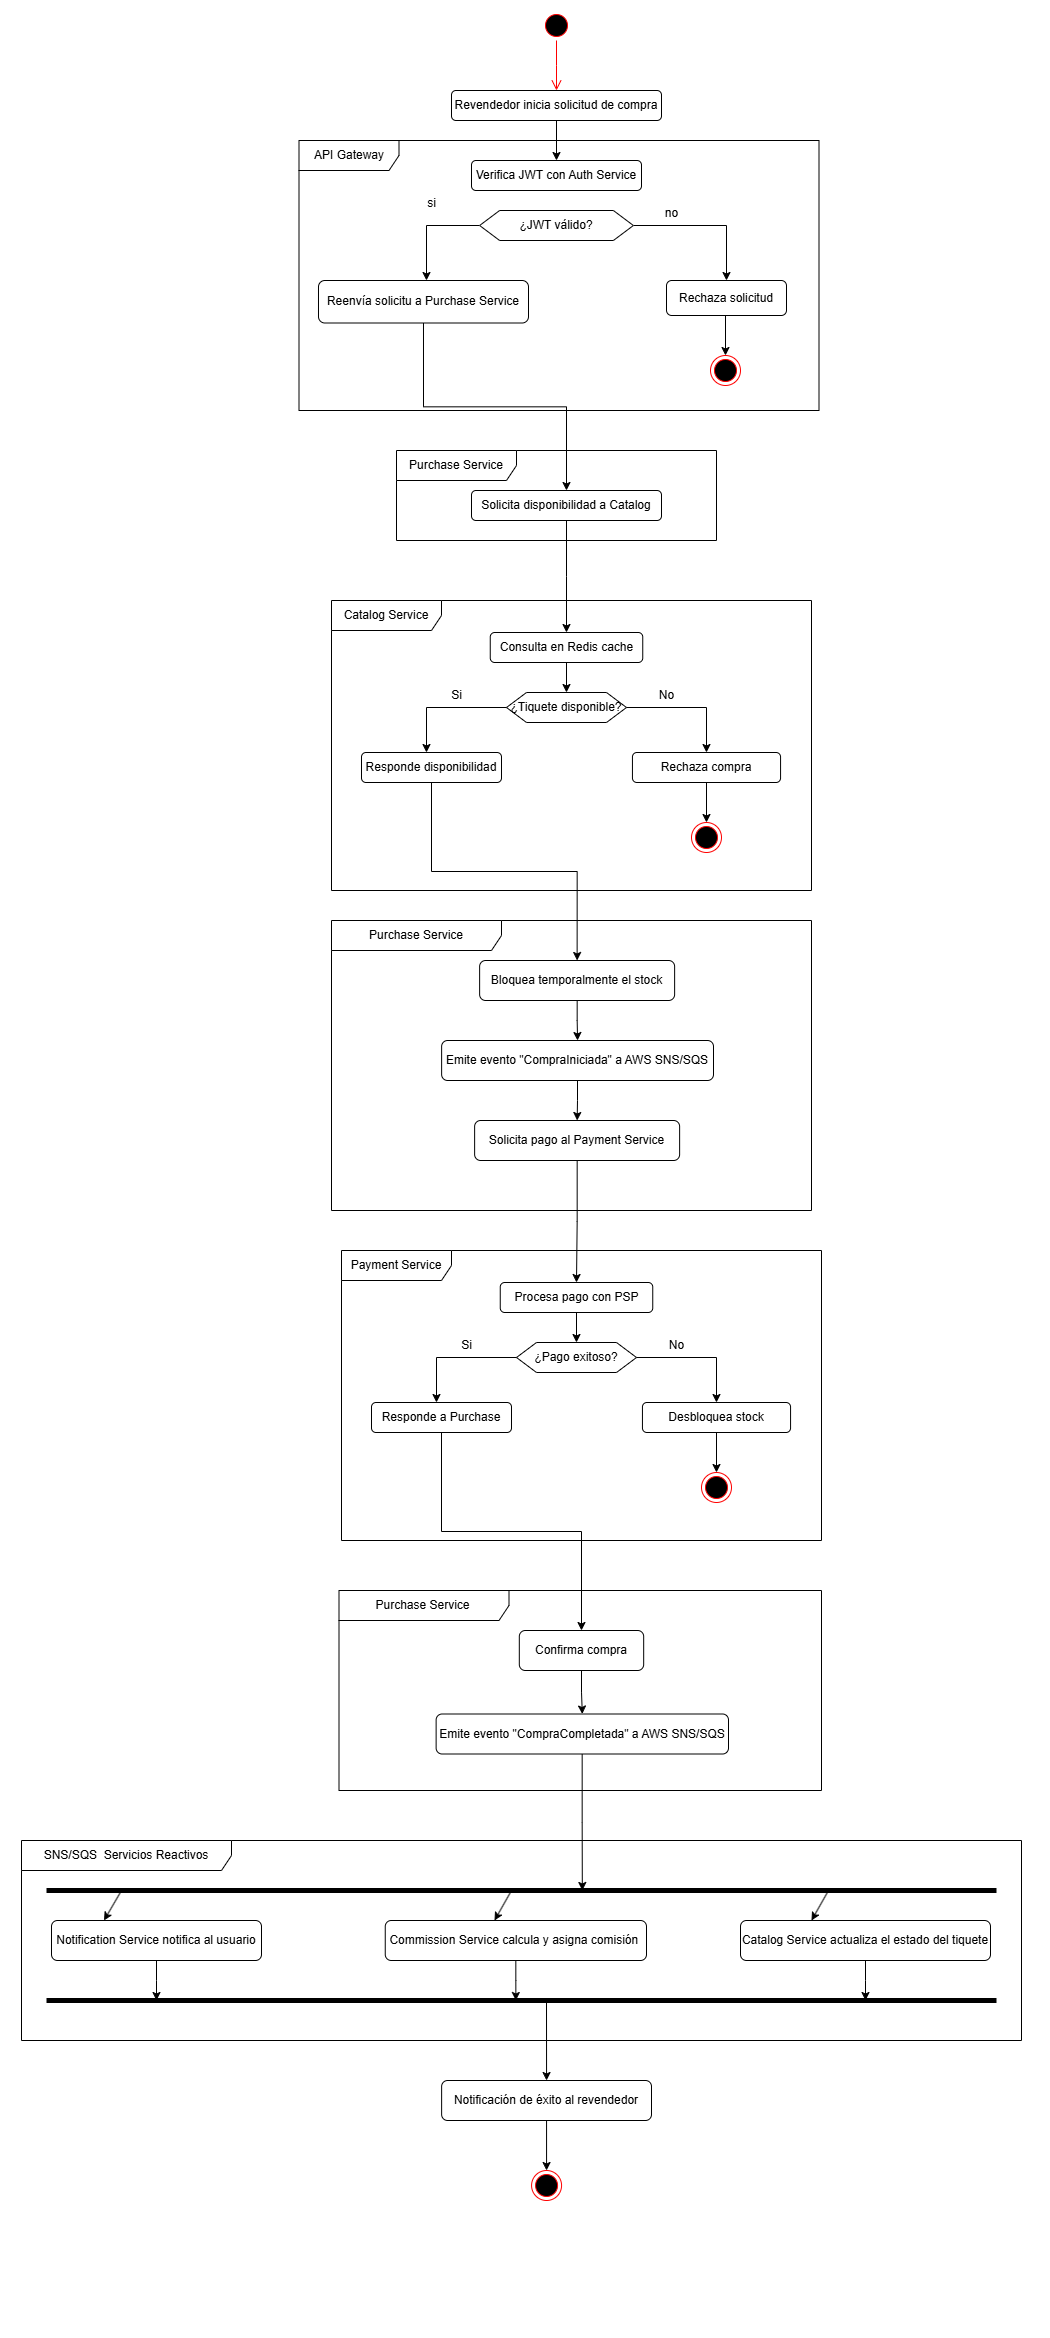 Revendedor inicia solicitud de compra
API Gateway
Verifica JWT con Auth Service
si
¿JWT válido?
no
Reenvía solicitu a Purchase Service
Rechaza solicitud
Purchase Service
Solicita disponibilidad a Catalog
Catalog Service
Consulta en Redis cache
Si
¿Tiquete disponible?
No
Responde disponibilidad
Rechaza compra
Purchase Service
Bloquea temporalmente el stock
Emite evento "CompraIniciada" a AWS SNS/SQS
Solicita pago al Payment Service
Payment Service
Procesa pago con PSP
Si
¿Pago exitoso?
No
Responde a Purchase
Desbloquea stock
Purchase Service
Confirma compra
Emite evento "CompraCompletada" a AWS SNS/SQS
SNS/SQS  Servicios Reactivos
Notification Service notifica al usuario
Commission Service calcula y asigna comisión
Catalog Service actualiza el estado del tiquete
Notificación de éxito al revendedor